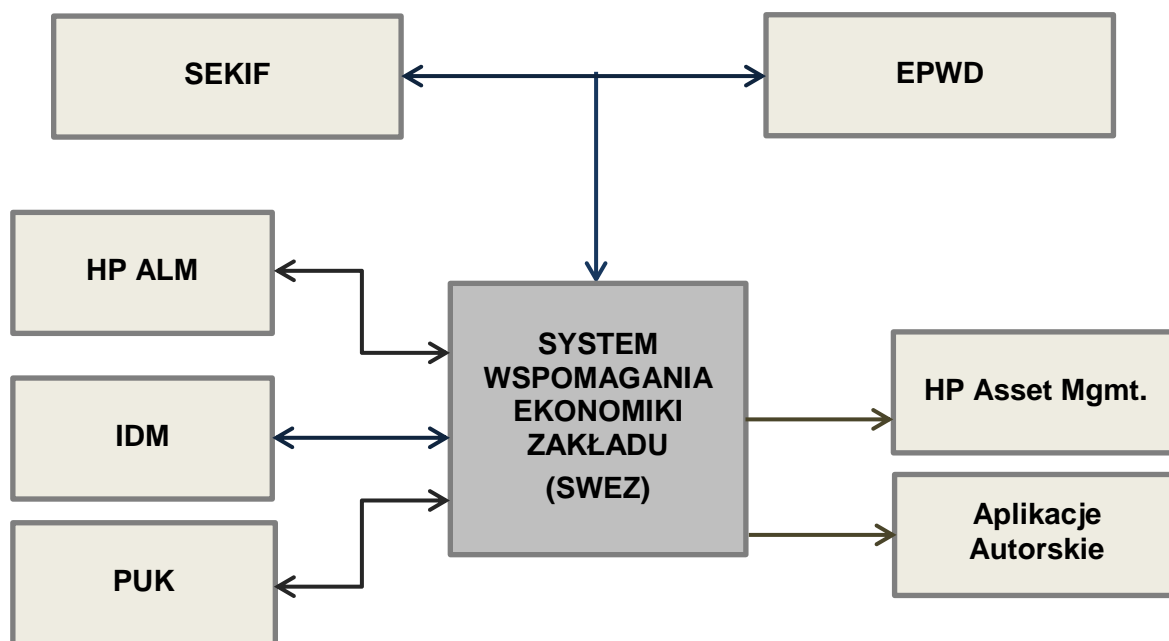 SEKIF
EPWD
HP ALM
IDM
PUK
SYSTEM
WSPOMAGANIA
EKONOMIKI
ZAKŁADU
(SWEZ)
HP Asset Mgmt.
Aplikacje
Autorskie